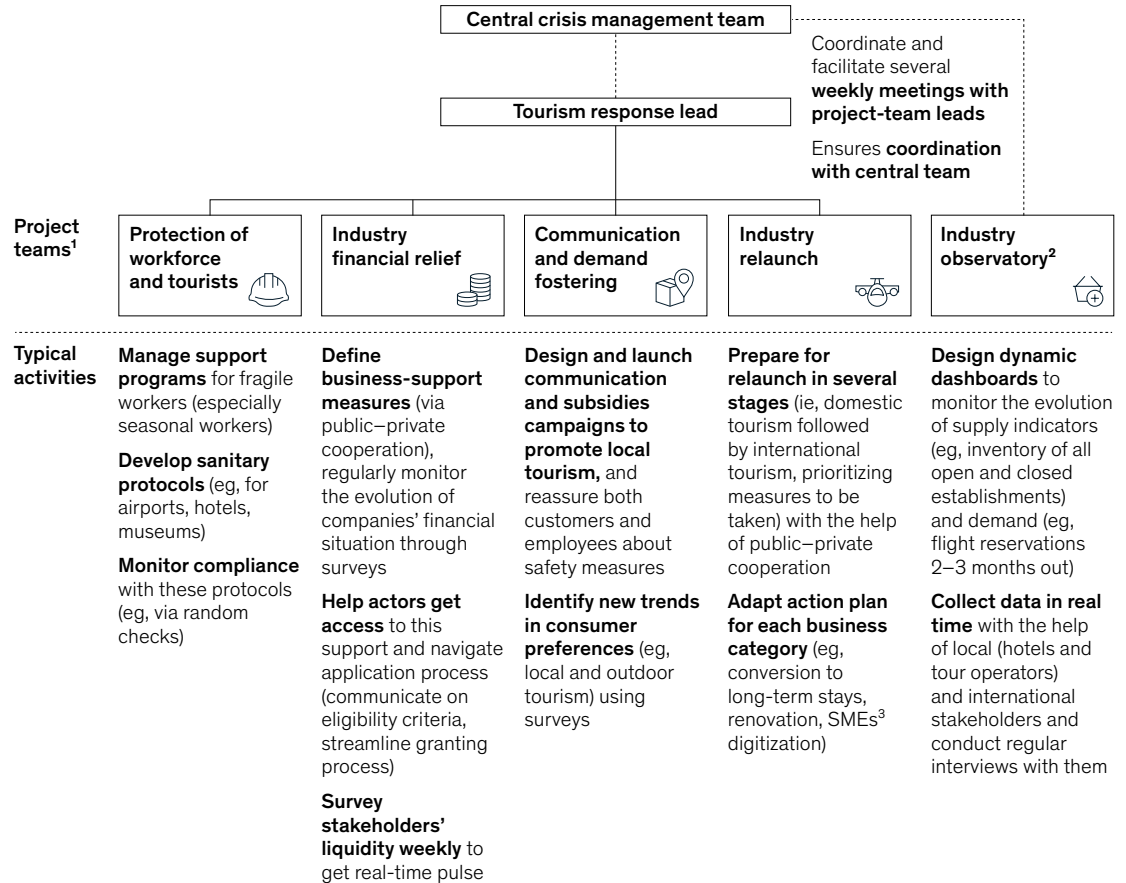 Central crisis management team
Coordinate and
facilitate several
weekly meetings with
project-team leads
Tourism response lead
Ensures coordination
with central team
Project
teams¹
Protection of
workforce
and tourists
Industry
financial relief
Communication
and demand
fostering
Industry
relaunch
Industry
observatory²
Typical
activities
Manage support
programs for fragile
workers (especially
seasonal workers)
Develop sanitary
protocols (eg, for
airports, hotels,
museums)
Monitor compliance
with these protocols
(eg, via random
checks)
Define
business-support
measures (via
public–private
cooperation),
regularly monitor
the evolution of
companies’ financial
situation through
surveys
Help actors get
access to this
support and navigate
application process
(communicate on
eligibility criteria,
streamline granting
process)
Survey
stakeholders’
liquidity weekly to
get real-time pulse
Design and launch
communication
and subsidies
campaigns to
promote local
tourism, and
reassure both
customers and
employees about
safety measures
Identify new trends
in consumer
preferences (eg,
local and outdoor
tourism) using
surveys
Prepare for
relaunch in several
stages (ie, domestic
tourism followed
by international
tourism, prioritizing
measures to be
taken) with the help
of public–private
cooperation
Adapt action plan
for each business
category (eg,
conversion to
long-term stays,
renovation, SMEs³
digitization)
Design dynamic
dashboards to
monitor the evolution
of supply indicators
(eg, inventory of all
open and closed
establishments)
and demand (eg,
flight reservations
2–3 months out)
Collect data in real
time with the help
of local (hotels and
tour operators)
and international
stakeholders and
conduct regular
interviews with them